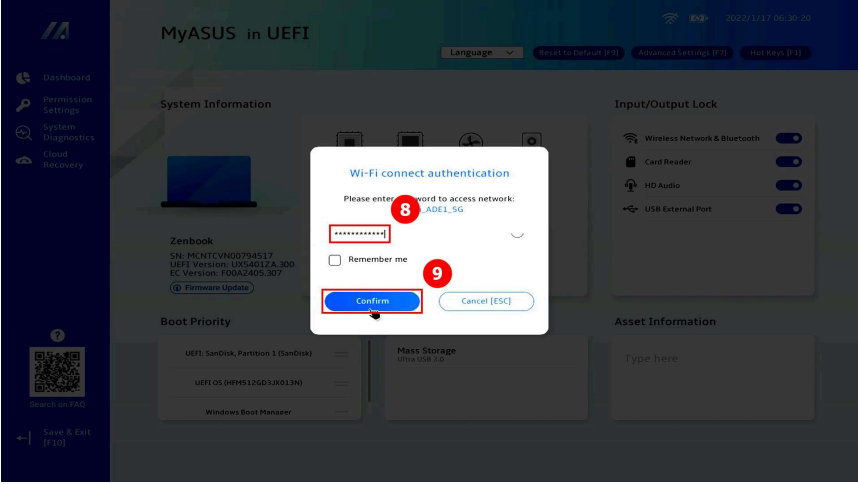 MyASUS in UEFI
2022/1/17 06:30:20
Language
Reset to Default [F9]
Advanced Settings [F7]
Hot Keys [F1]
Dashboard
Permission
Settings
System
Diagnostics
Cloud
Recovery
?
Search on FAQ
Save & Exit
[F10]
System Information
Zenbook
SN: MCNTCVN00794517
UEFI Version: UX5401ZA.300
EC Version: F00A2405.307
Firmware Update
Input/Output Lock
Wireless Network & Bluetooth
Card Reader
HD Audio
USB External Port
Wi-Fi connect authentication
Please enter word to access network:
_ADE1_5G
8
************
Remember me
9
Confirm
Cancel [ESC]
Boot Priority
UEFI: SanDisk, Partition 1 (SanDisk)
UEFI OS (HFM512GD3JX013N)
Windows Boot Manager
Mass Storage
Ultra USB 3.0
Asset Information
Type here